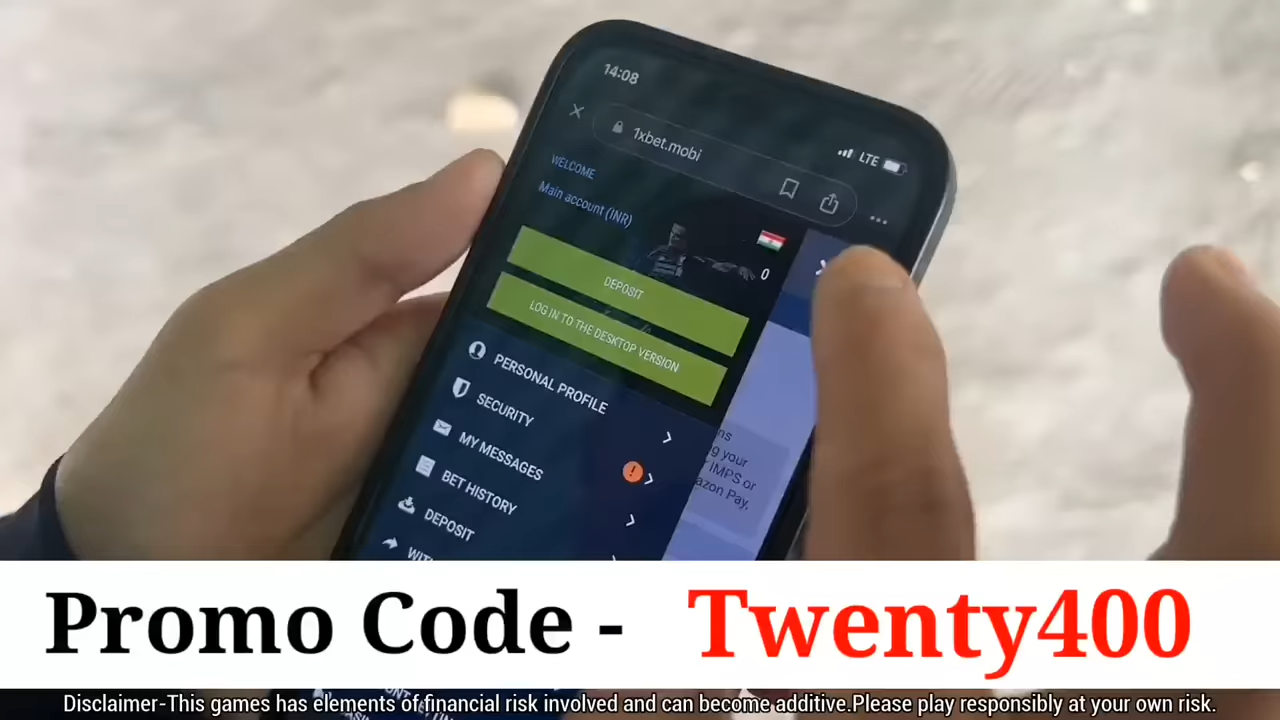 14:08
1xbet.mobi
LTE
WELCOME
Main account (INR)
0
DEPOSIT
LOG IN TO THE DESKTOP VERSION
PERSONAL PROFILE
SECURITY
MY MESSAGES
BET HISTORY
DEPOSIT
g your
IMPS or
azon Pay.
Promo Code - Twenty400
Disclaimer-This games has elements of financial risk involved and can become additive.Please play responsibly at your own risk.